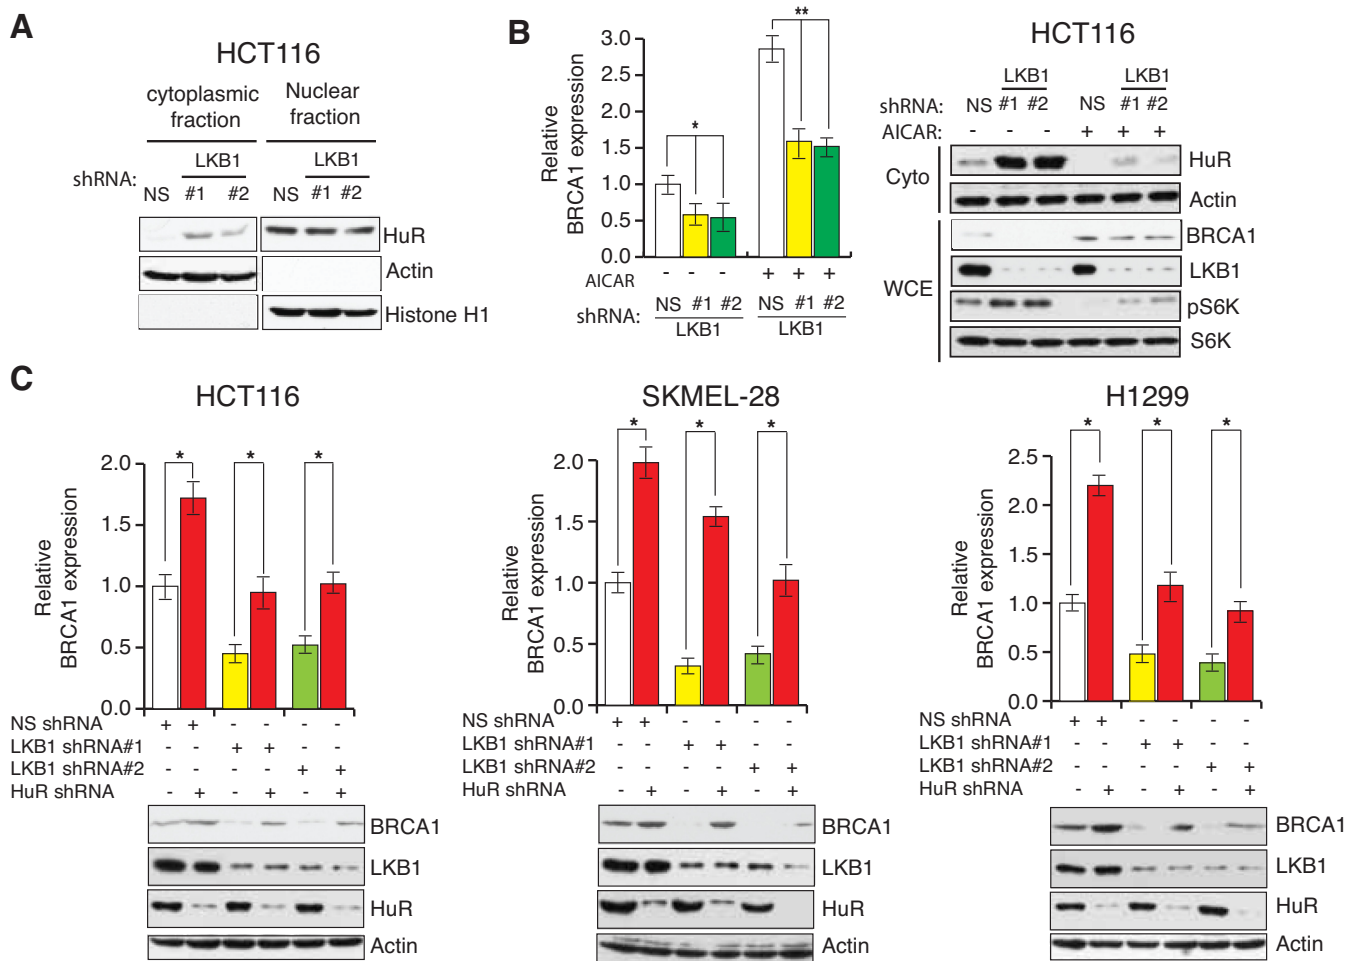 A
HCT116
cytoplasmic
fraction
Nuclear
fraction
LKB1
LKB1
shRNA:
NS #1 #2
NS #1 #2
HuR
Actin
Histone H1
B
Relative
BRCA1 expression
3.0
2.5
2.0
1.5
1.0
0.5
0.0
*
**
AICAR - - - + + +
shRNA: NS #1 #2 NS #1 #2
LKB1 LKB1
HCT116
LKB1 LKB1
shRNA: NS #1 #2 NS #1 #2
AICAR: - - - + + +
Cyto
HuR
Actin
WCE
BRCA1
LKB1
pS6K
S6K
C
HCT116
Relative
BRCA1 expression
2.0
1.5
1.0
0.5
0.0
* * *
NS shRNA + + - - - -
LKB1 shRNA#1 - - + + - -
LKB1 shRNA#2 - - - - + +
HuR shRNA - + - + - +
BRCA1
LKB1
HuR
Actin
SKMEL-28
Relative
BRCA1 expression
2.0
1.5
1.0
0.5
0.0
* * *
NS shRNA + + - - - -
LKB1 shRNA#1 - - + + - -
LKB1 shRNA#2 - - - - + +
HuR shRNA - + - + - +
BRCA1
LKB1
HuR
Actin
H1299
Relative
BRCA1 expression
2.5
2.0
1.5
1.0
0.5
0.0
* * *
NS shRNA + + - - - -
LKB1 shRNA#1 - - + + - -
LKB1 shRNA#2 - - - - + +
HuR shRNA - + - + - +
BRCA1
LKB1
HuR
Actin